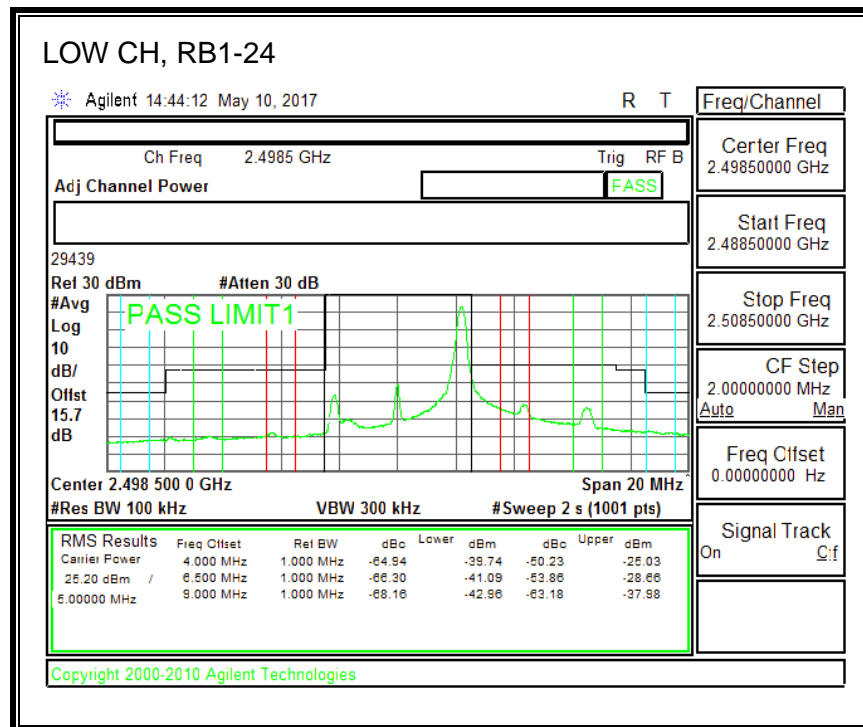 LOW CH, RB1-24
Agilent 14:44:12 May 10, 2017 R T
Freq/Channel
Ch Freq 2.4985 GHz Trig RF B
Adj Channel Power PASS
Center Freq
2.49850000 GHz
Start Freq
2.48850000 GHz
Stop Freq
2.50850000 GHz
CF Step
2.00000000 MHz
Auto Man
Freq Offset
0.00000000 Hz
Signal Track
On Off
29439
Ref 30 dBm #Atten 30 dB
#Avg
Log
10
dB/
Offst
15.7
dB
PASS LIMIT1
Center 2.498 500 0 GHz Span 20 MHz
#Res BW 100 kHz VBW 300 kHz #Sweep 2 s (1001 pts)
RMS Results Freq Offset Ref BW dBc Lower dBm dBc Upper dBm
Carrier Power 4.000 MHz 1.000 MHz -64.94 -39.74 -50.23 -25.03
25.20 dBm / 6.500 MHz 1.000 MHz -66.30 -41.09 -53.86 -28.66
5.00000 MHz 9.000 MHz 1.000 MHz -68.16 -42.96 -63.18 -37.98
Copyright 2000-2010 Agilent Technologies